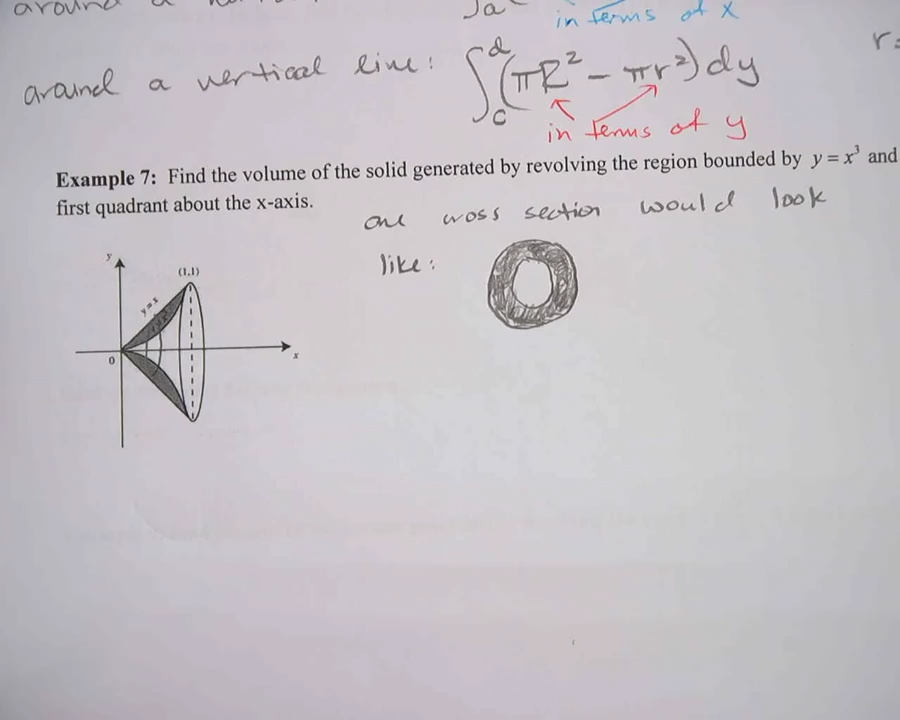 around a
∫a in terms of x
around a vertical line: ∫_c^d (πR² − πr²) dy
r=
in terms of y
Example 7: Find the volume of the solid generated by revolving the region bounded by y = x³ and
first quadrant about the x-axis.
one cross section would look
like:
y
(1,1)
y = x
0
x